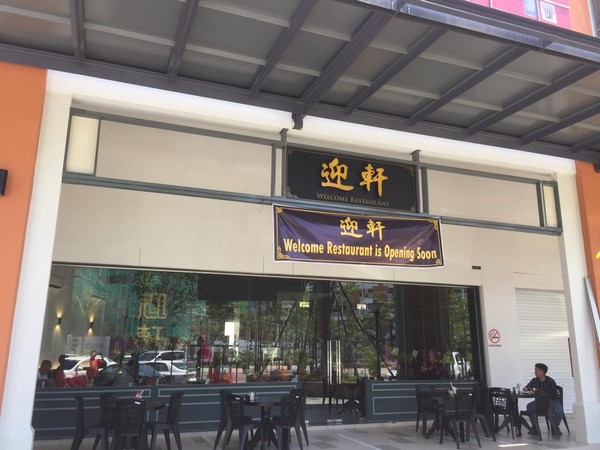 迎軒
WELCOME RESTAURANT
迎軒
Welcome Restaurant is Opening Soon